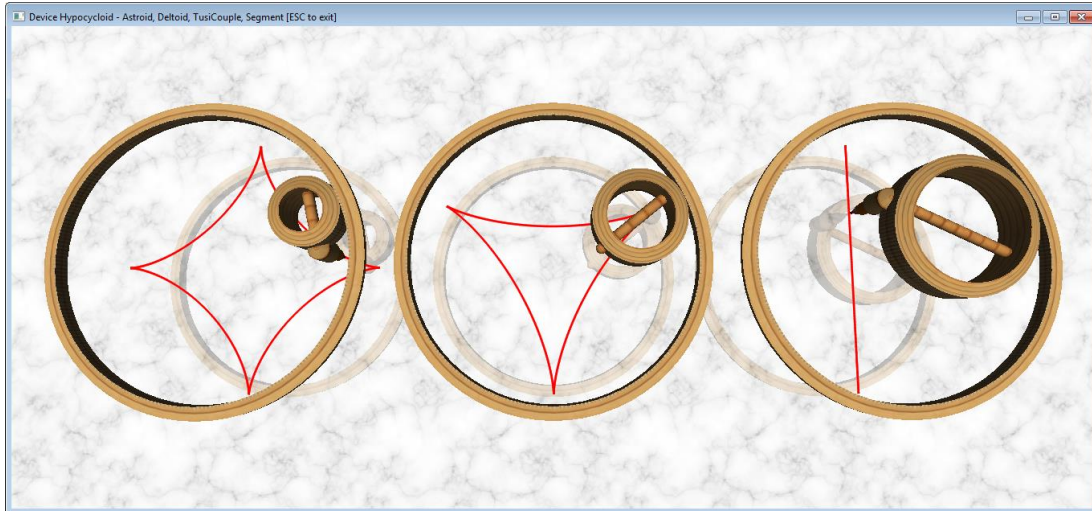 Device Hypocycloid - Astroid, Deltoid, TusiCouple, Segment [ESC to exit]